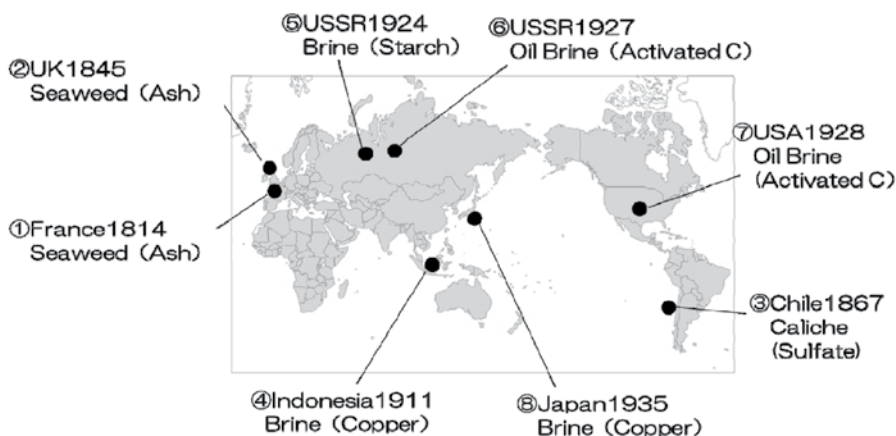 ⑤USSR1924
Brine (Starch)
⑥USSR1927
Oil Brine (Activated C)
②UK1845
Seaweed (Ash)
⑦USA1928
Oil Brine
(Activated C)
①France1814
Seaweed (Ash)
③Chile1867
Caliche
(Sulfate)
④Indonesia1911
Brine (Copper)
⑧Japan1935
Brine (Copper)